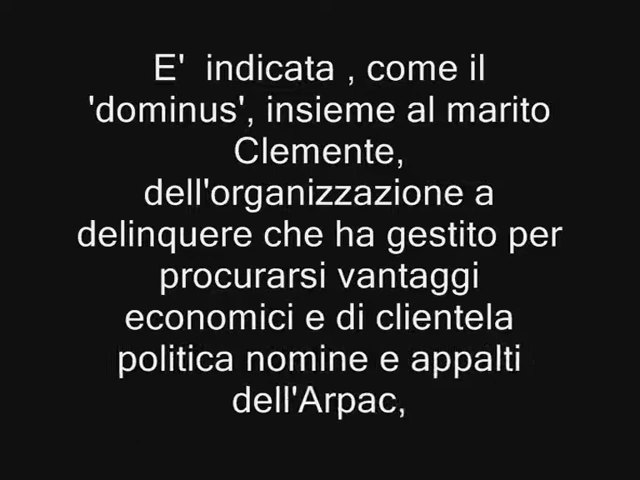 E'  indicata , come il
'dominus', insieme al marito
Clemente,
dell'organizzazione a
delinquere che ha gestito per
procurarsi vantaggi
economici e di clientela
politica nomine e appalti
dell'Arpac,